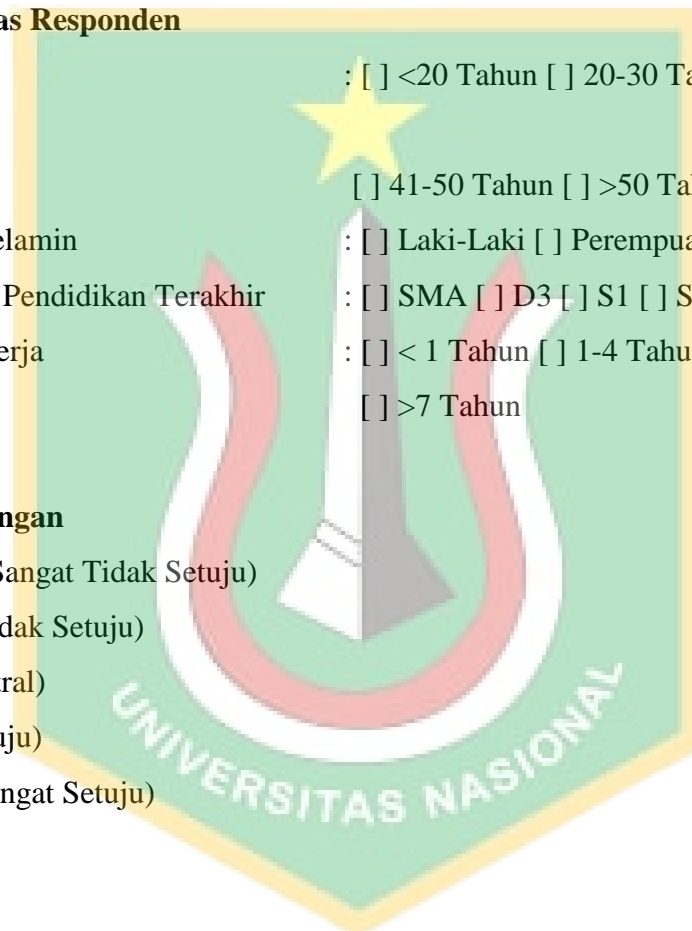 as Responden
: [ ] <20 Tahun [ ] 20-30 Ta
[ ] 41-50 Tahun [ ] >50 Ta
elamin : [ ] Laki-Laki [ ] Perempua
Pendidikan Terakhir : [ ] SMA [ ] D3 [ ] S1 [ ] S
erja : [ ] < 1 Tahun [ ] 1-4 Tahu
[ ] >7 Tahun
ngan
Sangat Tidak Setuju)
dak Setuju)
tral)
uju)
ngat Setuju)
UNIVERSITAS NASIONAL